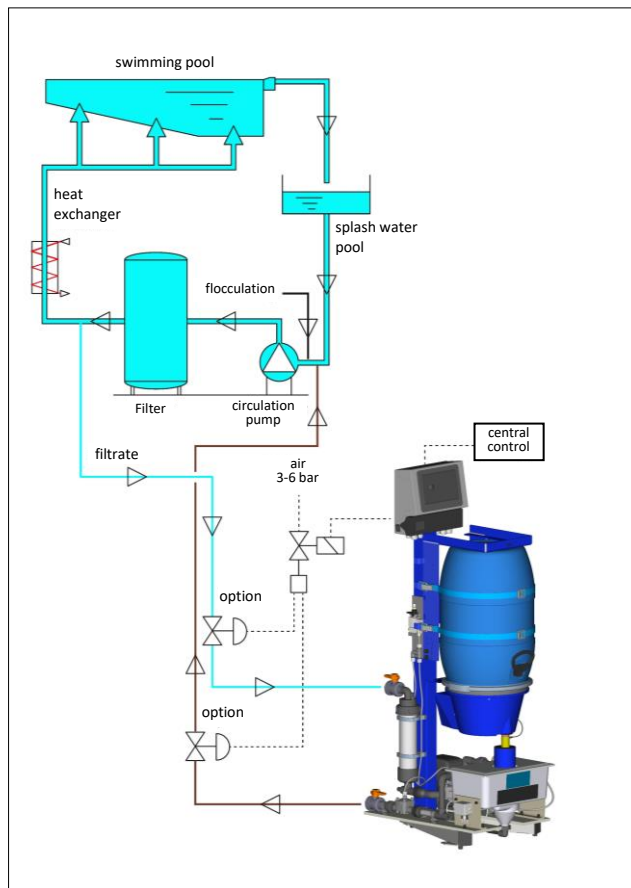 swimming pool
heat
exchanger
splash water
pool
flocculation
Filter
circulation
pump
filtrate
air
3-6 bar
central
control
option
option